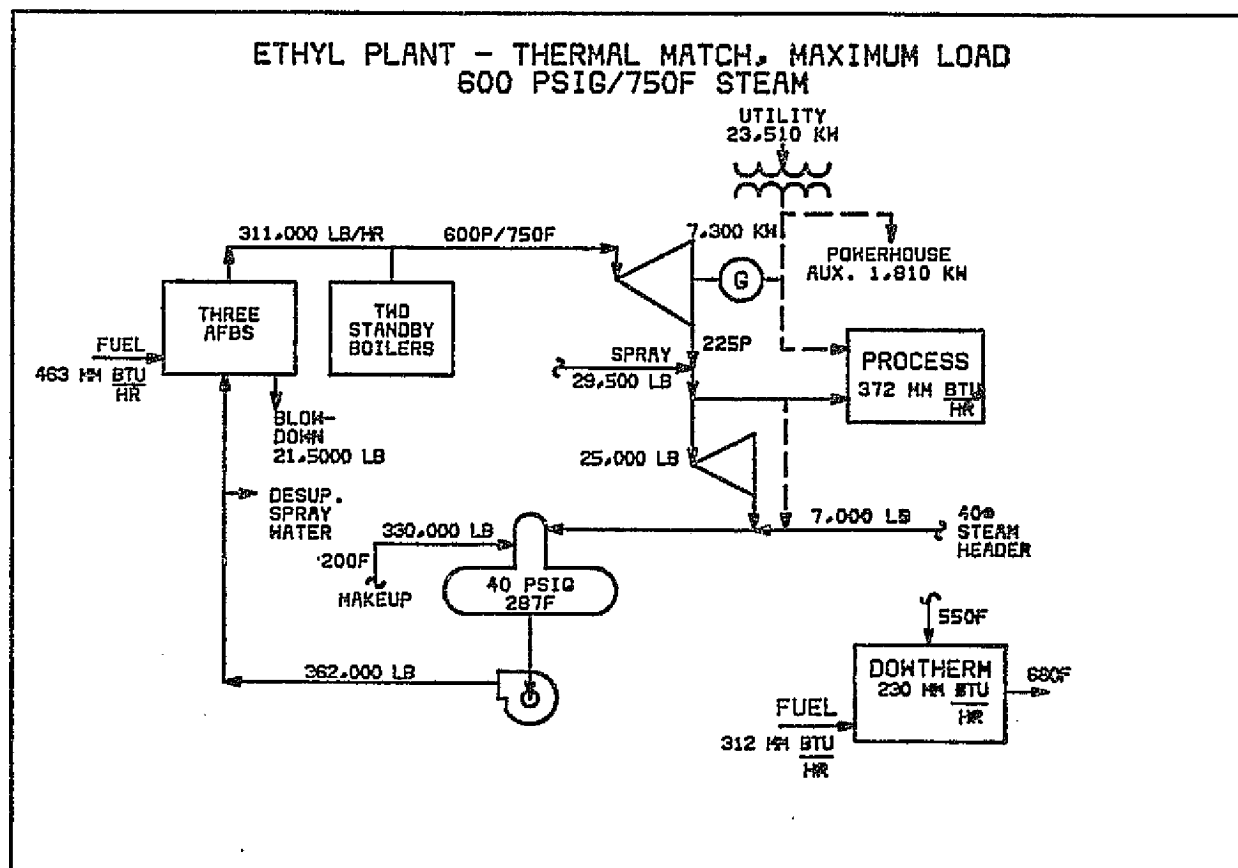 ETHYL PLANT - THERMAL MATCH, MAXIMUM LOAD
600 PSIG/750F STEAM
UTILITY
23,510 KW
311,000 LB/HR
600P/750F
7,300 KW
POWERHOUSE
AUX. 1,810 KW
G
THREE
AFBS
TWO
STANDBY
BOILERS
FUEL
463 MM BTU
HR
225P
SPRAY
29,500 LB
PROCESS
372 MM BTU
HR
BLOW-
DOWN
21,5000 LB
25,000 LB
DESUP.
SPRAY
WATER
330,000 LB
200F
MAKEUP
7,000 LB
40#
STEAM
HEADER
40 PSIG
287F
550F
362,000 LB
DOWTHERM
230 MM BTU
HR
680F
FUEL
312 MM BTU
HR